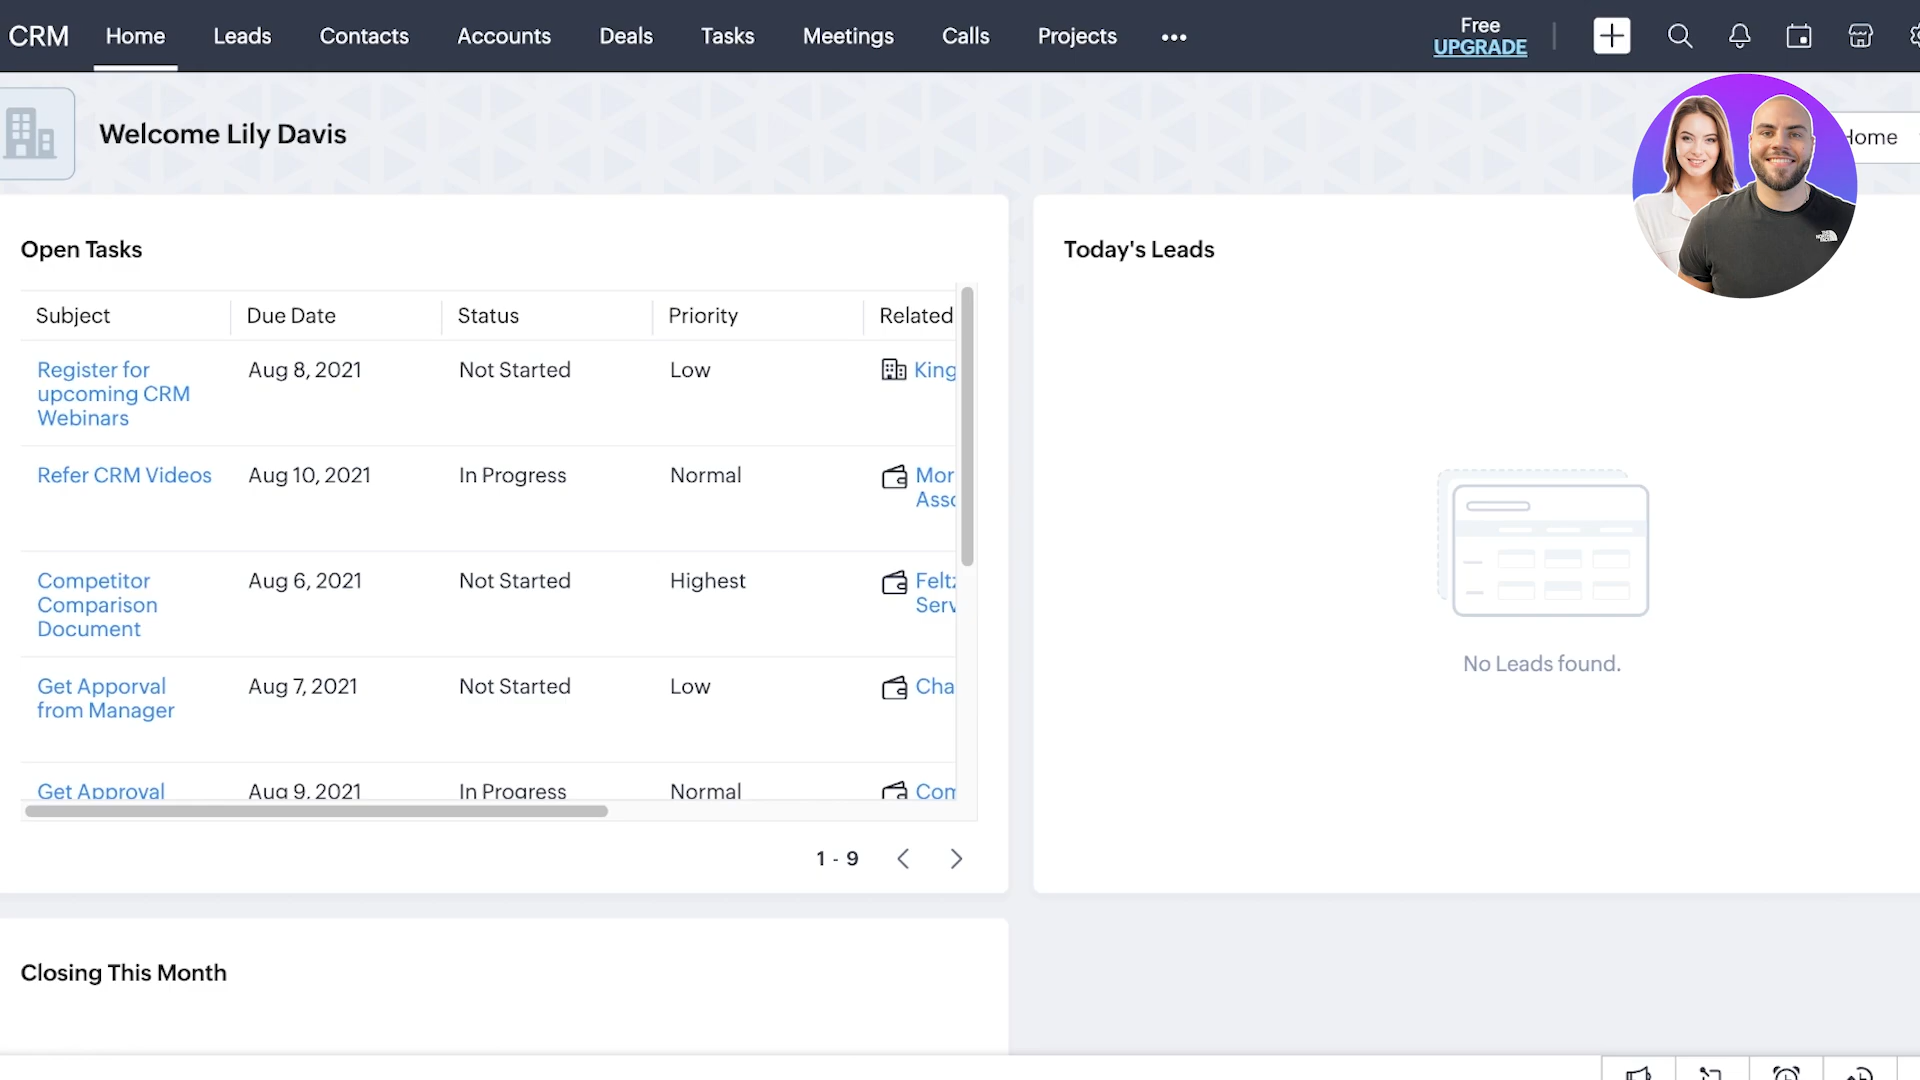 CRM Home Leads Contacts Accounts Deals Tasks Meetings Calls Projects
Free
UPGRADE
Welcome Lily Davis
Home
Open Tasks
Subject Due Date Status Priority Related
Register for
upcoming CRM
Webinars
Aug 8, 2021 Not Started Low King
Refer CRM Videos Aug 10, 2021 In Progress Normal Mor
Asso
Competitor
Comparison
Document
Aug 6, 2021 Not Started Highest Feltz
Serv
Get Apporval
from Manager
Aug 7, 2021 Not Started Low Cha
Get Approval Aug 9, 2021 In Progress Normal Com
1 - 9
Today's Leads
No Leads found.
Closing This Month